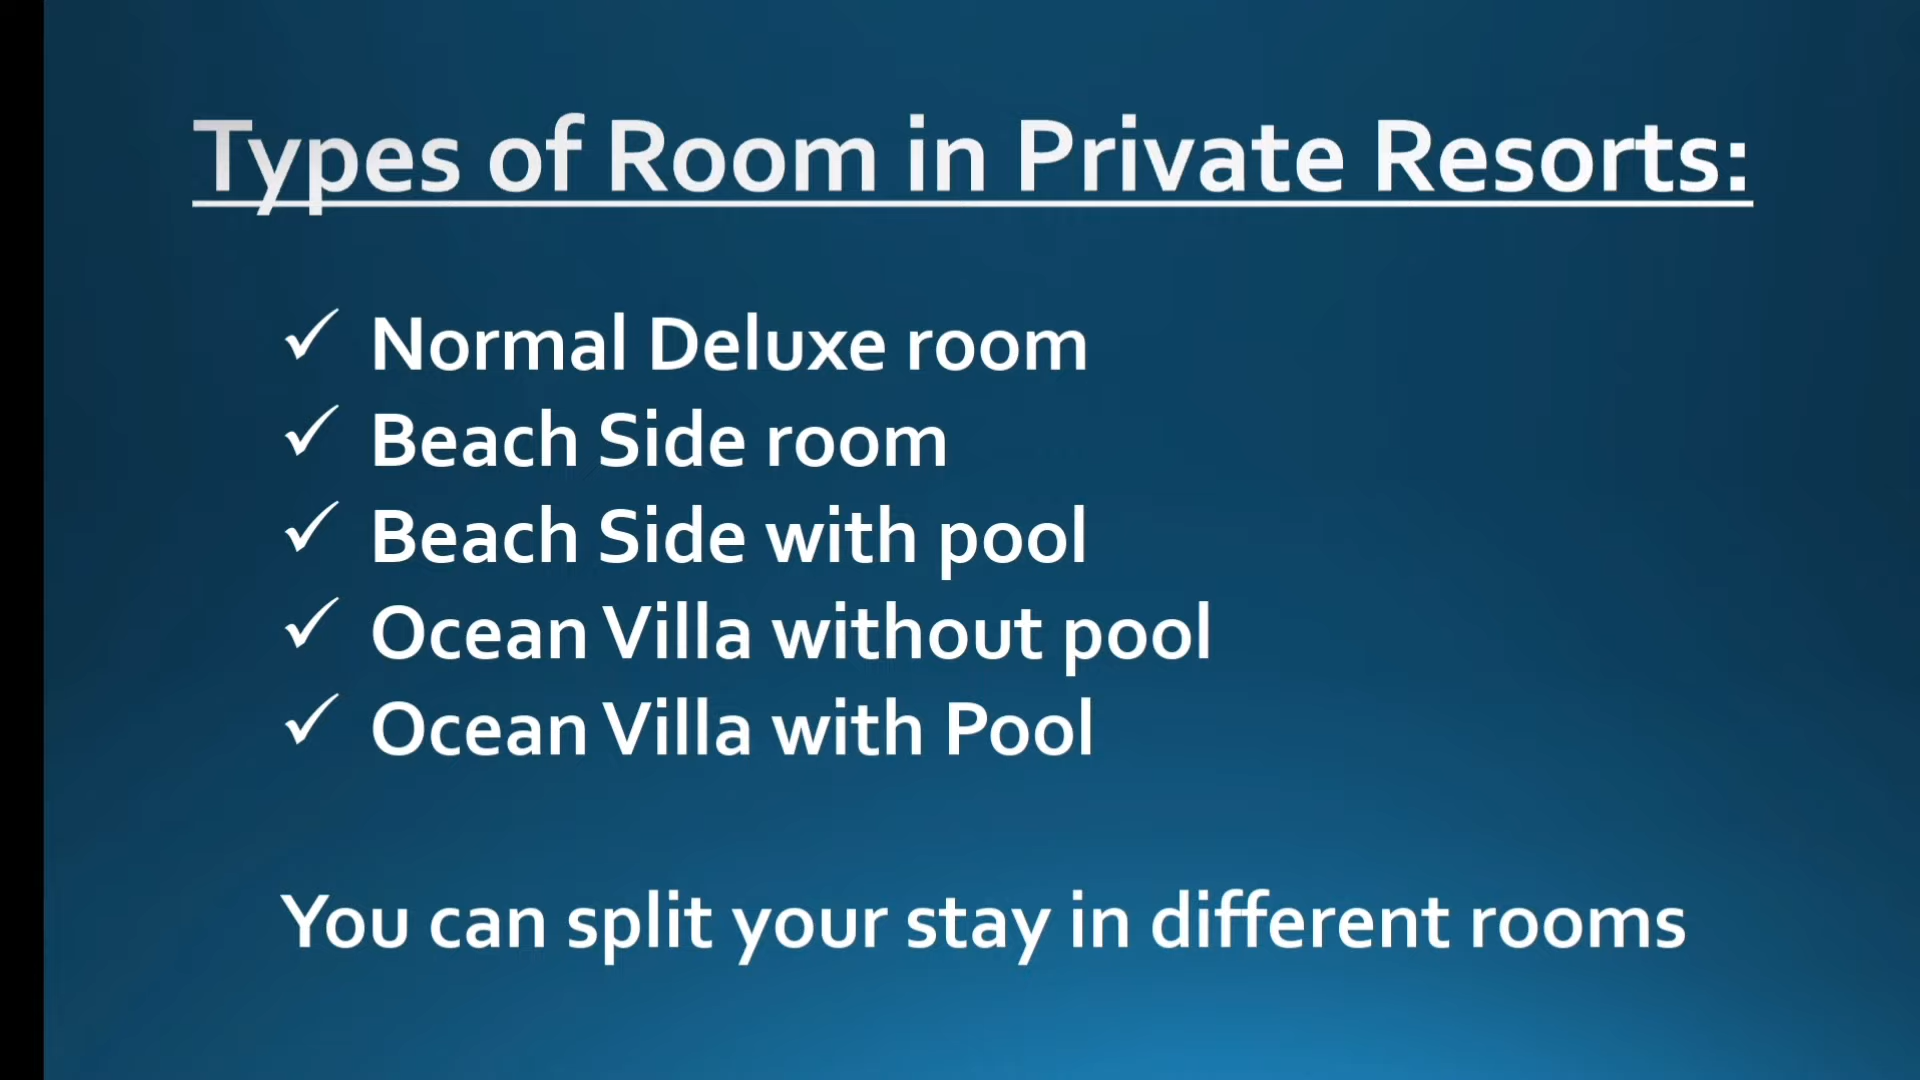 Types of Room in Private Resorts:
✓ Normal Deluxe room
✓ Beach Side room
✓ Beach Side with pool
✓ Ocean Villa without pool
✓ Ocean Villa with Pool
You can split your stay in different rooms